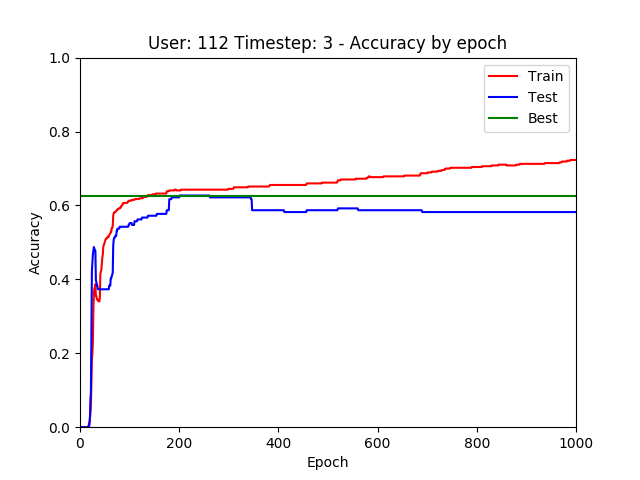 User: 112 Timestep: 3 - Accuracy by epoch
Train
Test
Best
Accuracy
1.0
0.8
0.6
0.4
0.2
0.0
0 200 400 600 800 1000
Epoch